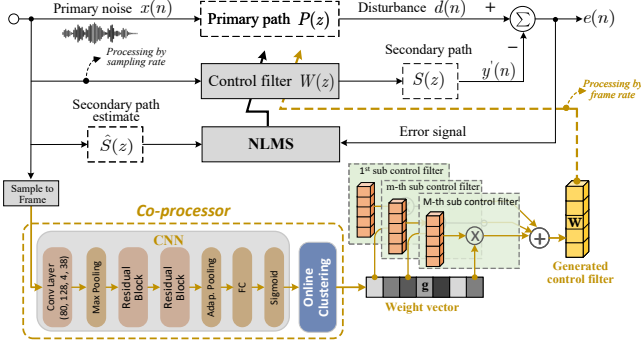 Primary noise x(n)
Primary path P(z)
Disturbance d(n)
+
Σ
e(n)
−
Processing by
sampling rate
Secondary path
Control filter W(z)
S(z)
y'(n)
Processing by
frame rate
Secondary path
estimate
Ŝ(z)
NLMS
Error signal
Sample to
Frame
1st sub control filter
m-th sub control filter
M-th sub control filter
Co-processor
CNN
Conv Layer
(80, 128, 4, 38)
Max Pooling
Residual
Block
Residual
Block
Adap. Pooling
FC
Sigmoid
Online
Clustering
g
Weight vector
X
+
W
Generated
control filter